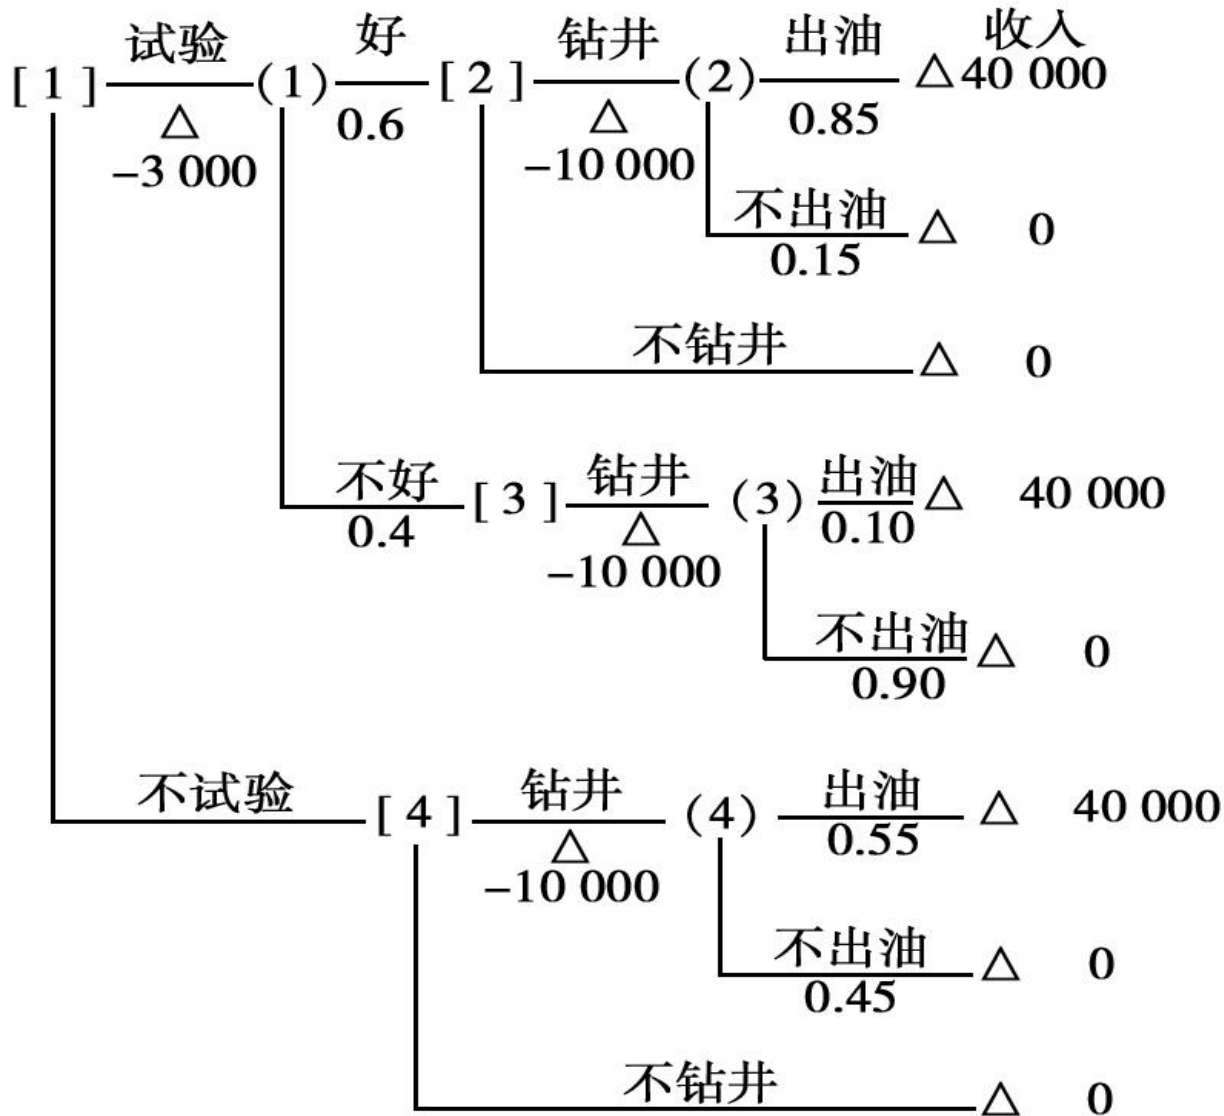 试验 好 钻井 出油 收入
[1] (1) [2] (2) △ 40 000
△ 0.6 △ 0.85
-3 000 -10 000
不出油 △ 0
0.15
不钻井 △ 0
不好 [3] 钻井 (3) 出油 △ 40 000
0.4 △ 0.10
-10 000
不出油 △ 0
0.90
不试验 [4] 钻井 (4) 出油 △ 40 000
△ 0.55
-10 000
不出油 △ 0
0.45
不钻井 △ 0